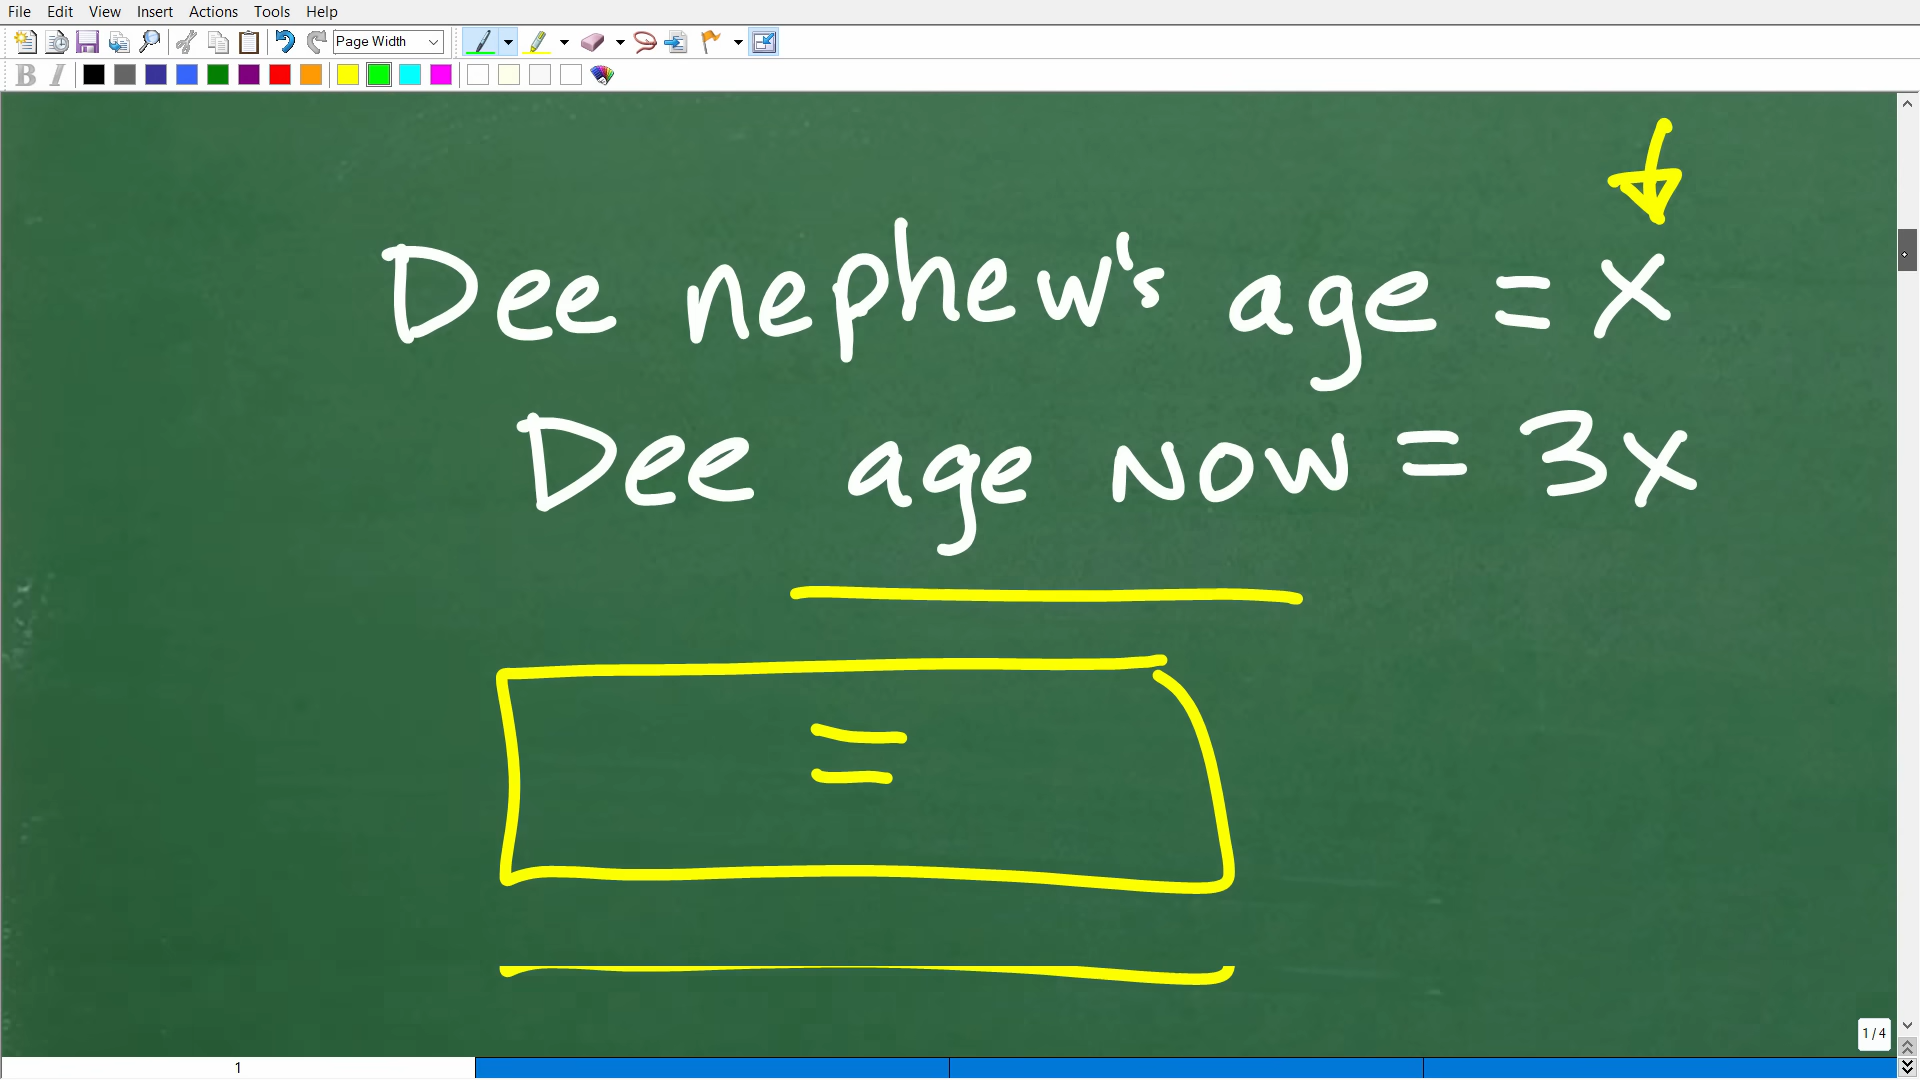 File Edit View Insert Actions Tools Help
Page Width
B I
Dee nephew's age = x
Dee age now = 3x
=
1 / 4
1